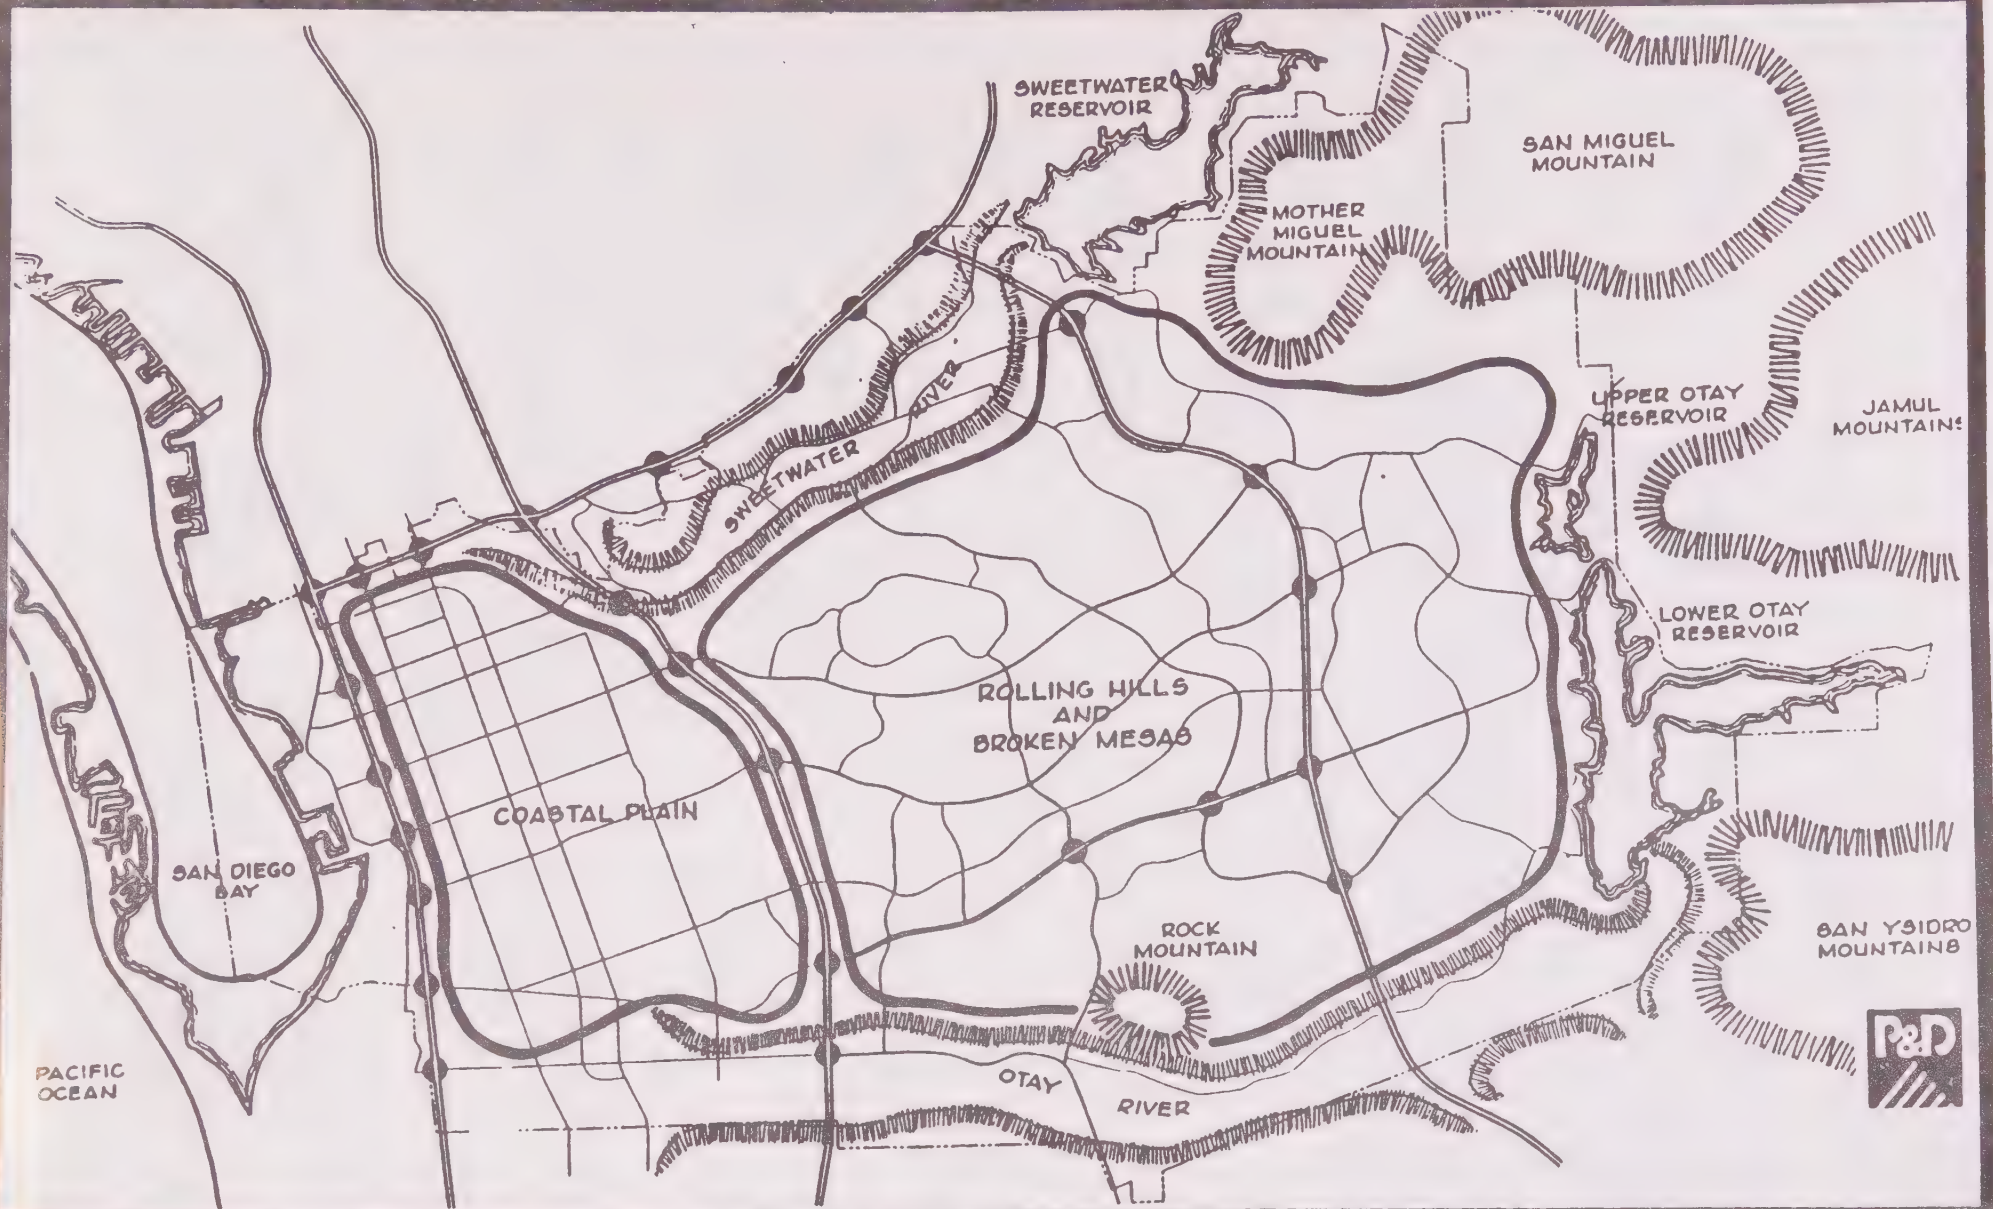 SWEETWATER
RESERVOIR
SAN MIGUEL
MOUNTAIN
MOTHER
MIGUEL
MOUNTAIN
UPPER OTAY
RESERVOIR
JAMUL
MOUNTAINS
SWEETWATER RIVER
LOWER OTAY
RESERVOIR
ROLLING HILLS
AND
BROKEN MESAS
COASTAL PLAIN
SAN DIEGO
BAY
ROCK
MOUNTAIN
SAN YSIDRO
MOUNTAINS
PACIFIC
OCEAN
OTAY RIVER
P&D